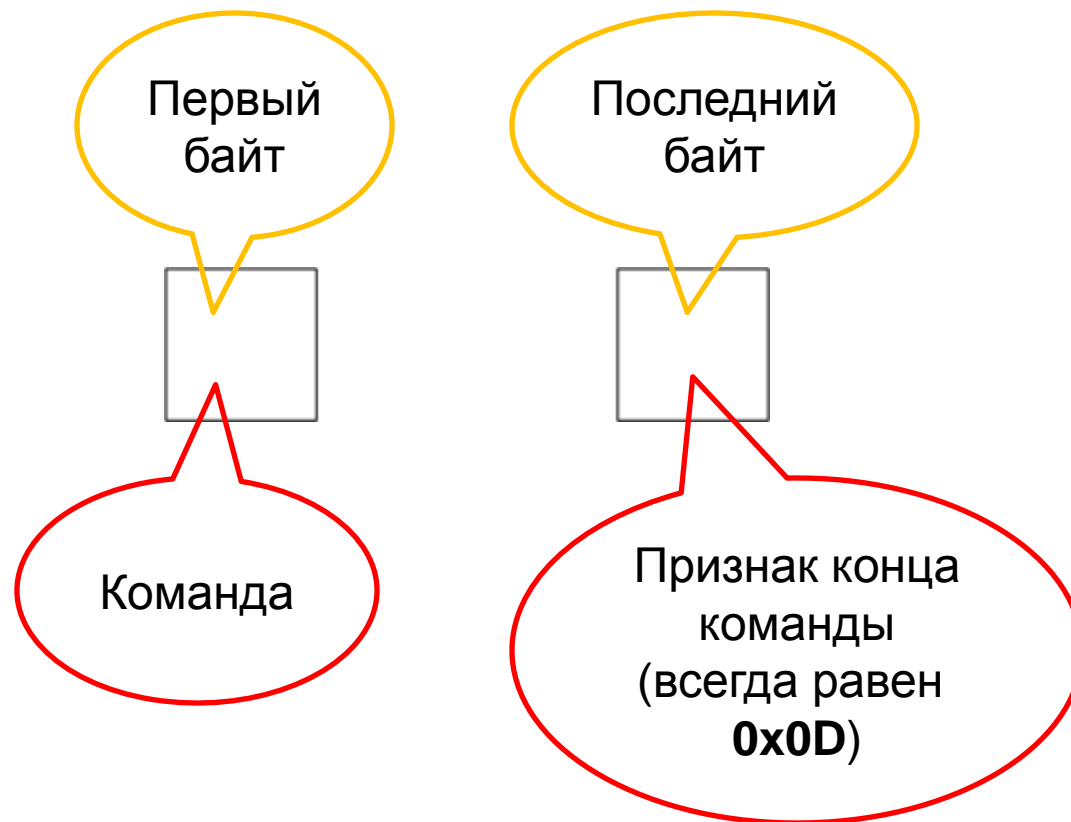 Первый
байт
Последний
байт
Команда
Признак конца
команды
(всегда равен
0x0D)